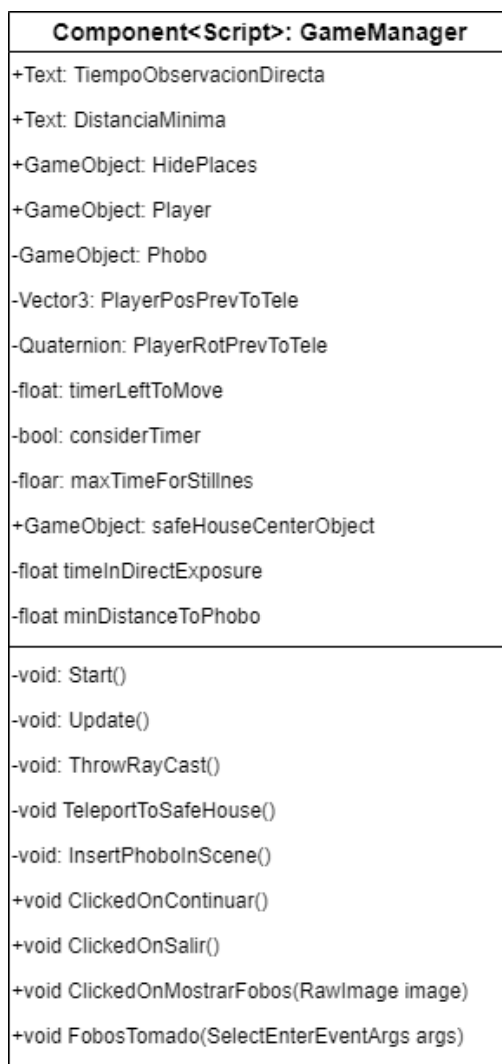 Component<Script>: GameManager
+Text: TiempoObservacionDirecta
+Text: DistanciaMinima
+GameObject: HidePlaces
+GameObject: Player
-GameObject: Phobo
-Vector3: PlayerPosPrevToTele
-Quaternion: PlayerRotPrevToTele
-float: timerLeftToMove
-bool: considerTimer
-floar: maxTimeForStillnes
+GameObject: safeHouseCenterObject
-float timeInDirectExposure
-float minDistanceToPhobo
-void: Start()
-void: Update()
-void: ThrowRayCast()
-void TeleportToSafeHouse()
-void: InsertPhoboInScene()
+void ClickedOnContinuar()
+void ClickedOnSalir()
+void ClickedOnMostrarFobos(RawImage image)
+void FobosTomado(SelectEnterEventArgs args)